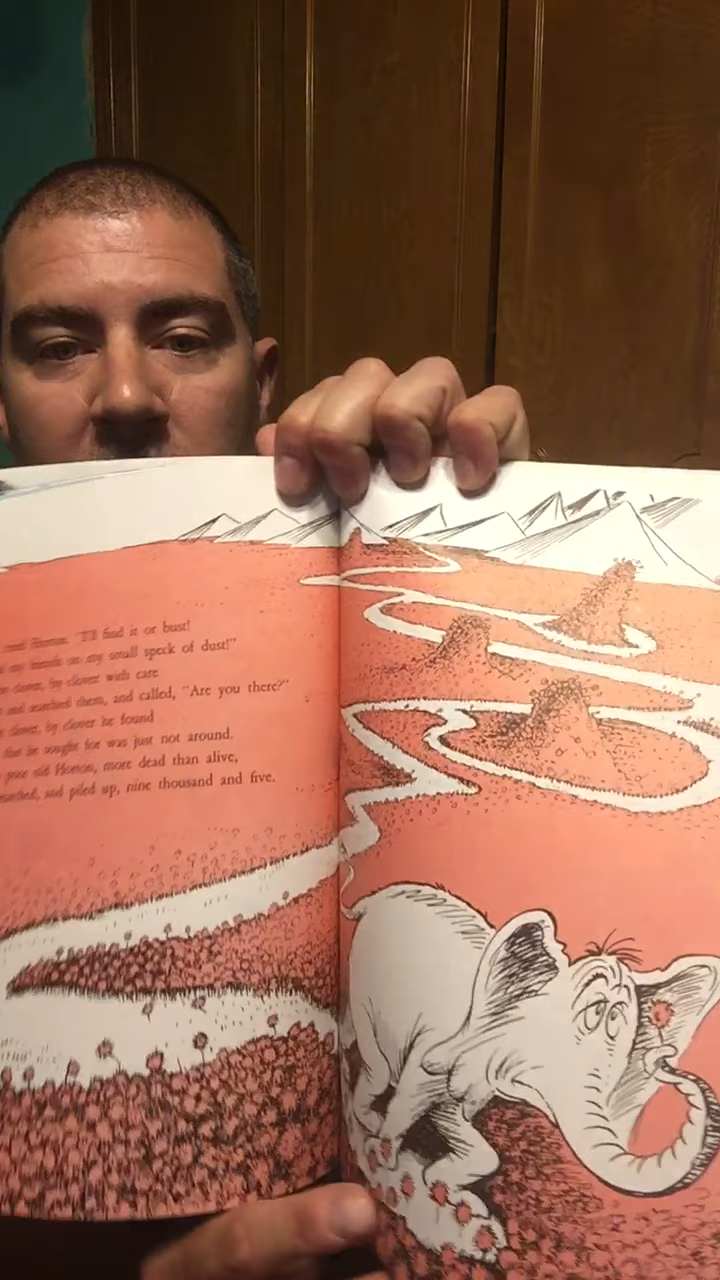 Horton. "I'll find it or bust!
my friends on my small speck of dust!"
clover, by clover with care
and searched them, and called, "Are you there?"
clover, by clover he found
that he sought for was just not around.
poor old Horton, more dead than alive,
searched, and piled up, nine thousand and five.